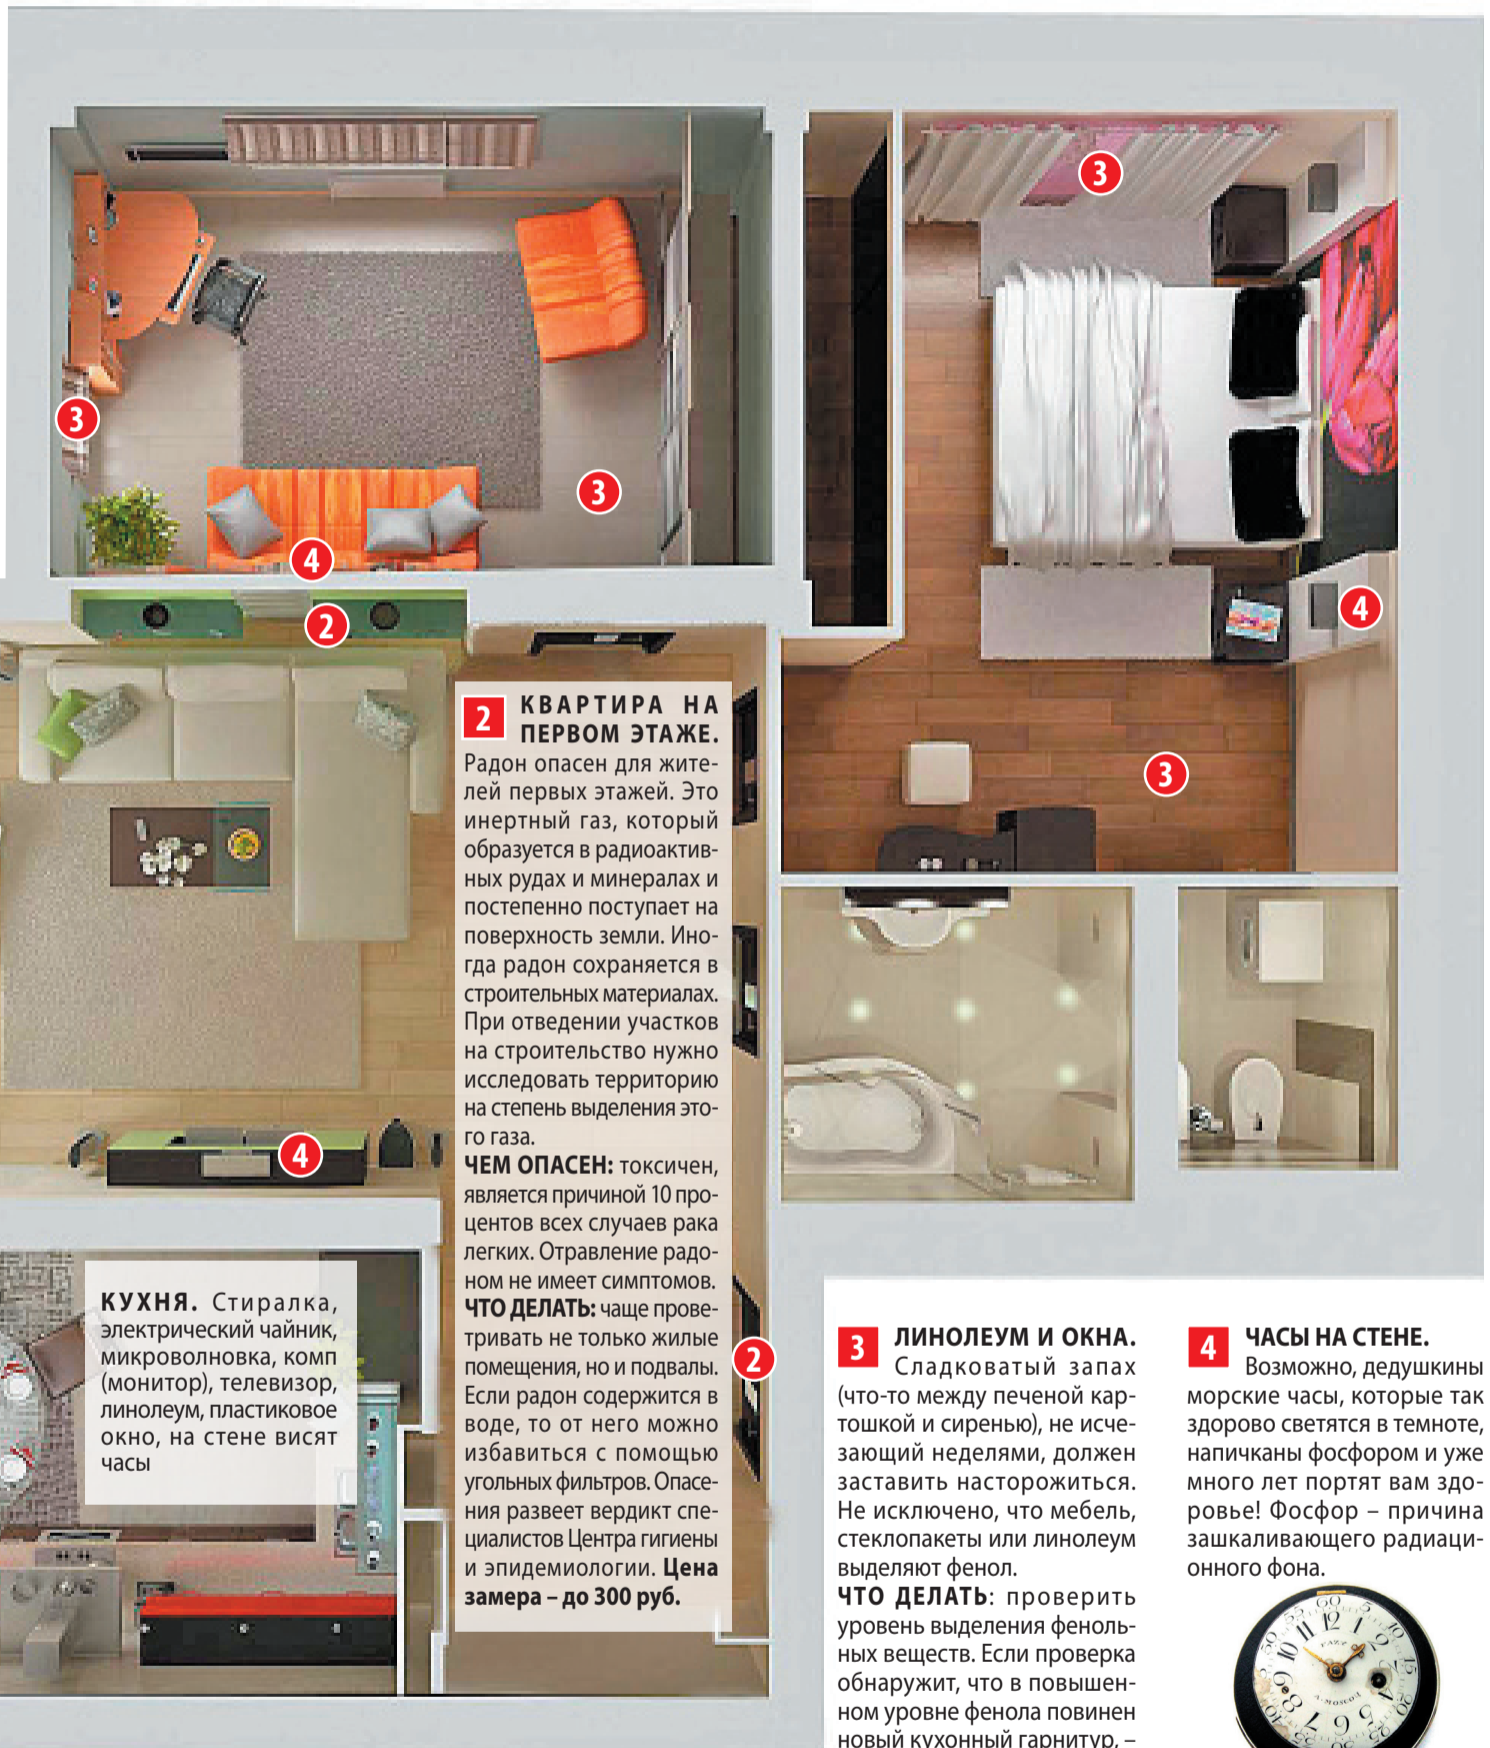 3
3
3
4
2
4
3
4
2
2 КВАРТИРА НА
ПЕРВОМ ЭТАЖЕ.
Радон опасен для жите-
лей первых этажей. Это
инертный газ, который
образуется в радиоактив-
ных рудах и минералах и
постепенно поступает на
поверхность земли. Ино-
гда радон сохраняется в
строительных материалах.
При отведении участков
на строительство нужно
исследовать территорию
на степень выделения это-
го газа.
ЧЕМ ОПАСЕН: токсичен,
является причиной 10 про-
центов всех случаев рака
легких. Отравление радо-
ном не имеет симптомов.
ЧТО ДЕЛАТЬ: чаще прове-
тривать не только жилые
помещения, но и подвалы.
Если радон содержится в
воде, то от него можно
избавиться с помощью
угольных фильтров. Опасе-
ния развеет вердикт спе-
циалистов Центра гигиены
и эпидемиологии. Цена
замера – до 300 руб.
КУХНЯ. Стиралка,
электрический чайник,
микроволновка, комп
(монитор), телевизор,
линолеум, пластиковое
окно, на стене висят
часы
3 ЛИНОЛЕУМ И ОКНА.
Сладковатый запах
(что-то между печеной кар-
тошкой и сиренью), не исче-
зающий неделями, должен
заставить насторожиться.
Не исключено, что мебель,
стеклопакеты или линолеум
выделяют фенол.
ЧТО ДЕЛАТЬ: проверить
уровень выделения феноль-
ных веществ. Если проверка
обнаружит, что в повышен-
ном уровне фенола повинен
новый кухонный гарнитур, –
4 ЧАСЫ НА СТЕНЕ.
Возможно, дедушкины
морские часы, которые так
здорово светятся в темноте,
напичканы фосфором и уже
много лет портят вам здо-
ровье! Фосфор – причина
зашкаливающего радиаци-
онного фона.